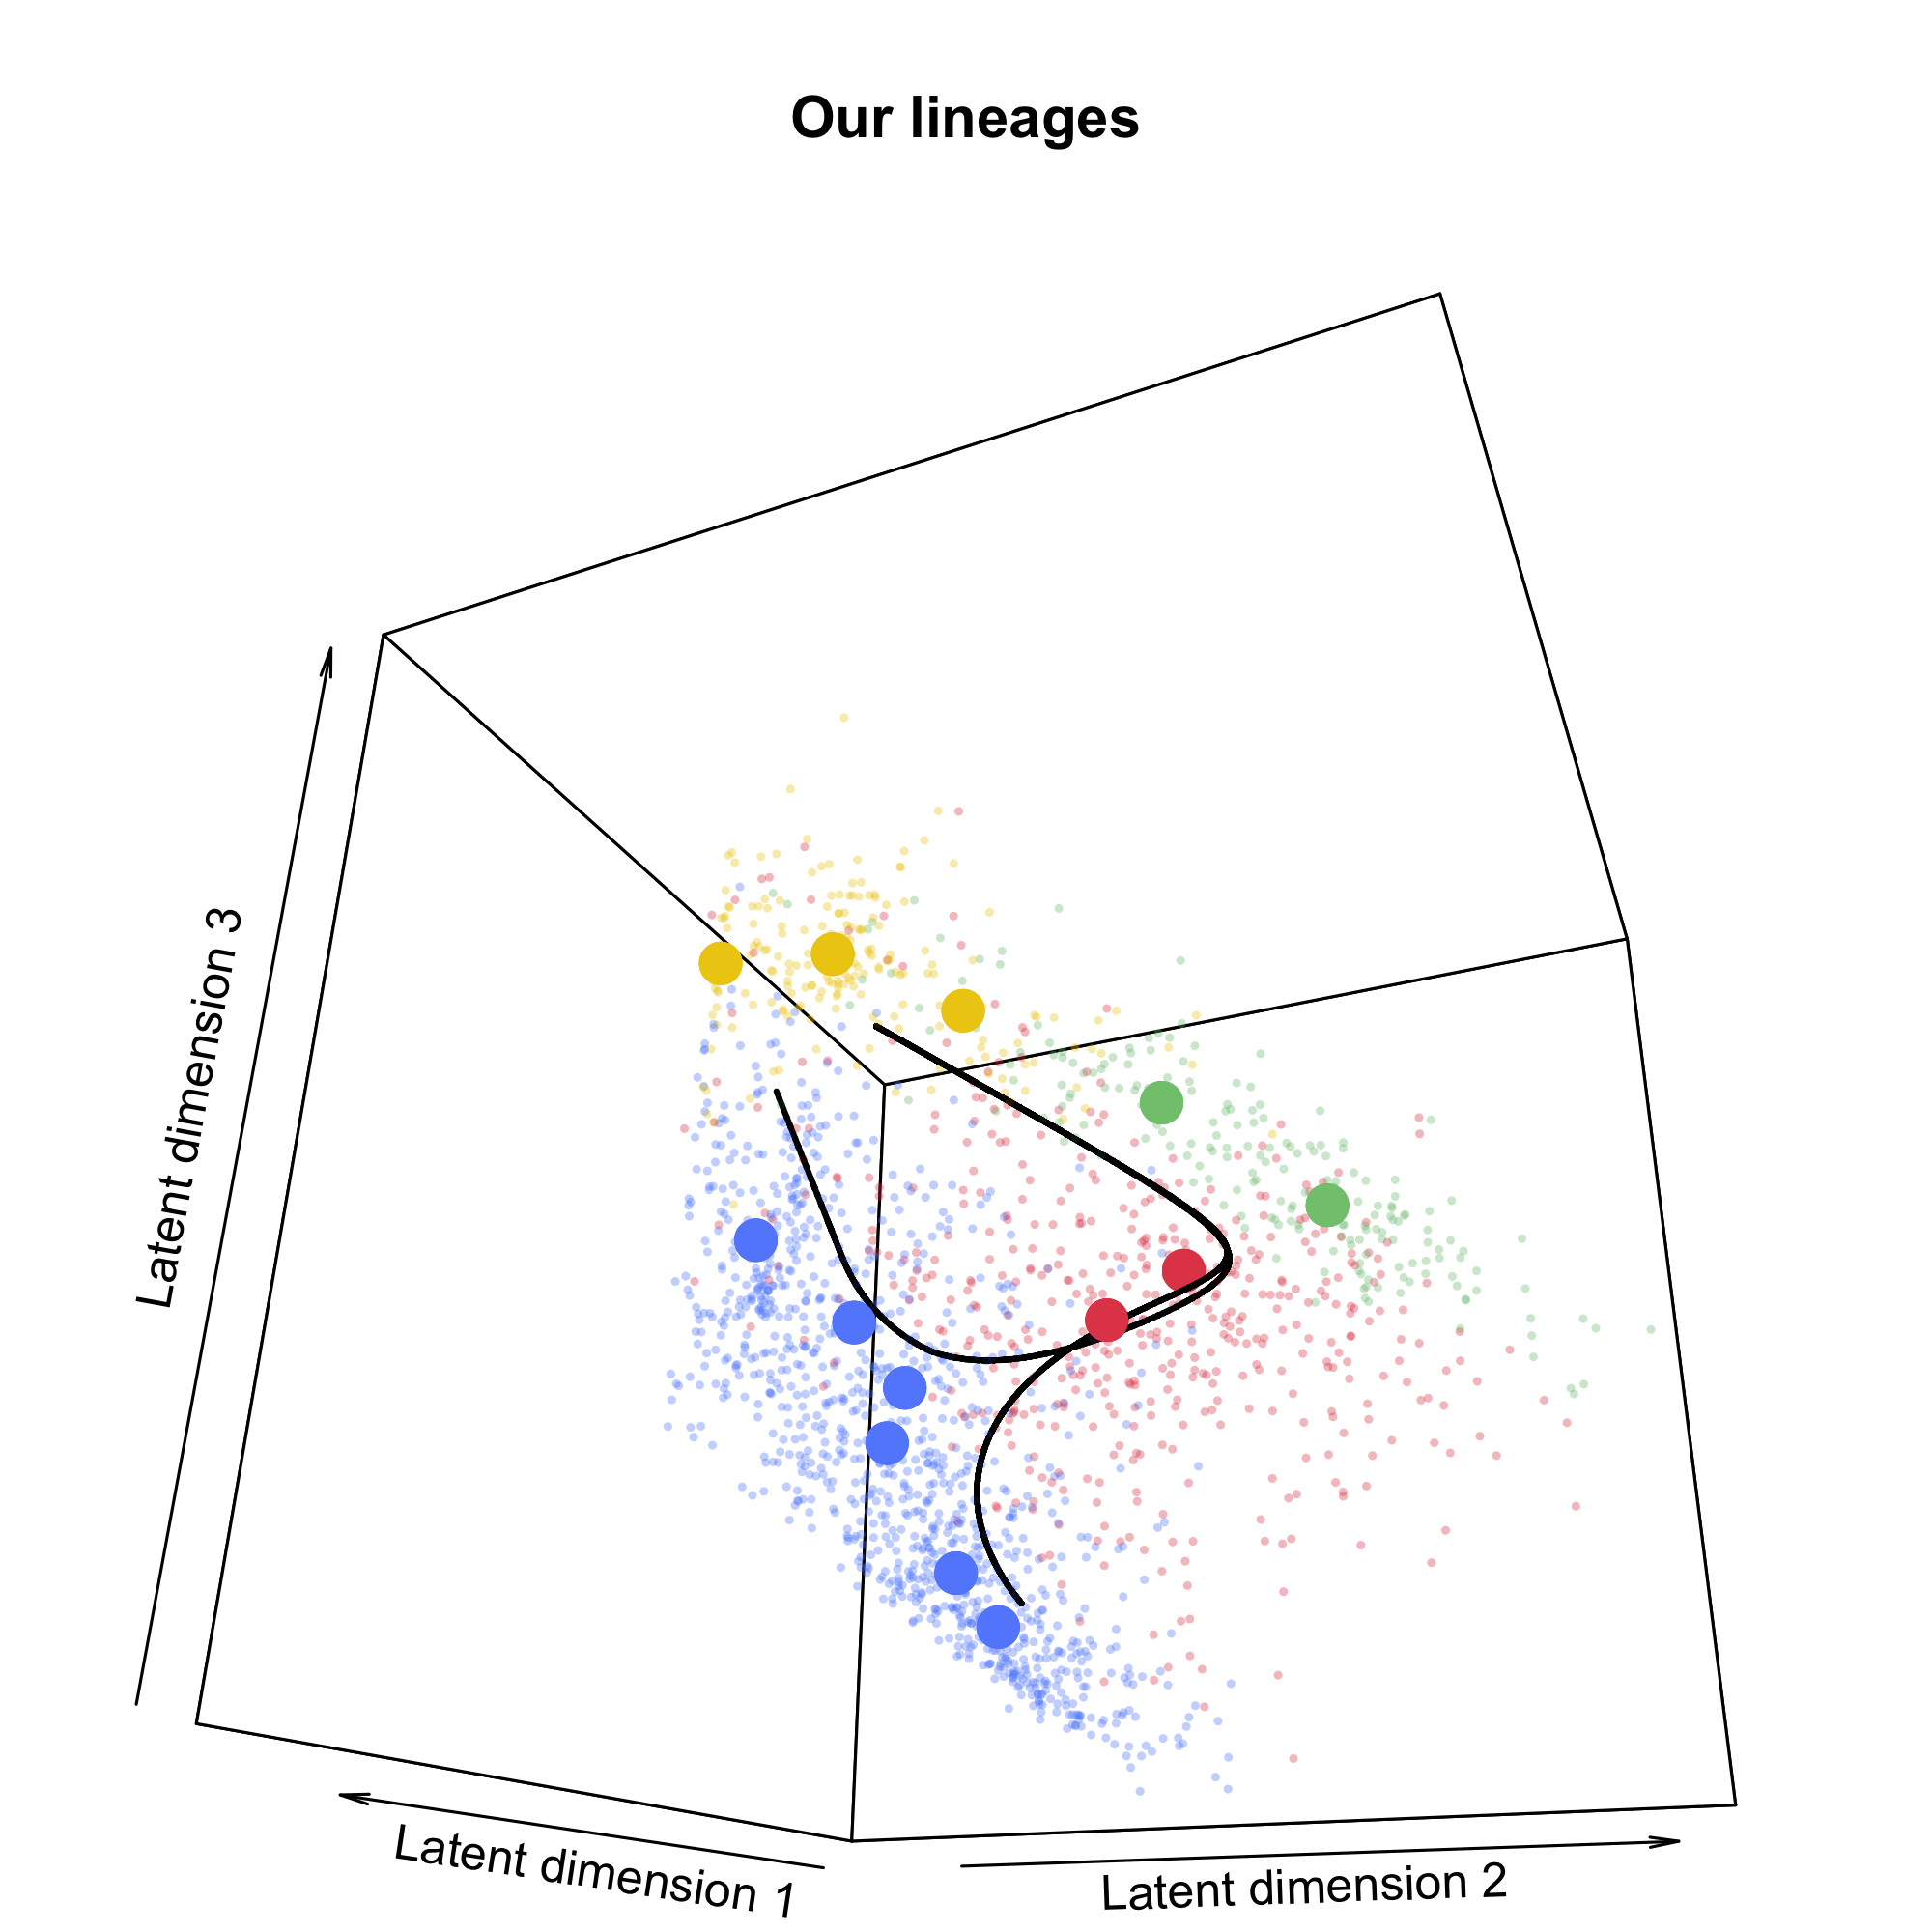 Our lineages
Latent dimension 3
Latent dimension 1
Latent dimension 2